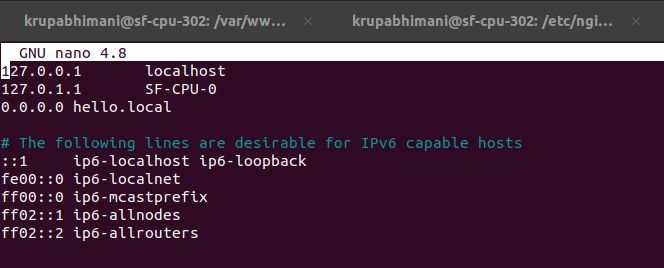 krupabhimani@sf-cpu-302: /var/ww... × krupabhimani@sf-cpu-302: /etc/ngi... ×
GNU nano 4.8
127.0.0.1 localhost
127.0.1.1 SF-CPU-0
0.0.0.0 hello.local
# The following lines are desirable for IPv6 capable hosts
::1 ip6-localhost ip6-loopback
fe00::0 ip6-localnet
ff00::0 ip6-mcastprefix
ff02::1 ip6-allnodes
ff02::2 ip6-allrouters